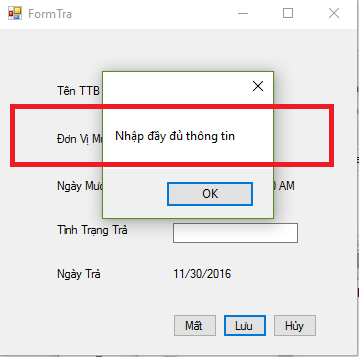 FormTra
Tên TTB
Nhập đầy đủ thông tin
Đơn Vị
Ngày AM
OK
Tình Trạng Trả
Ngày Trả 11/30/2016
Mất Lưu Hủy